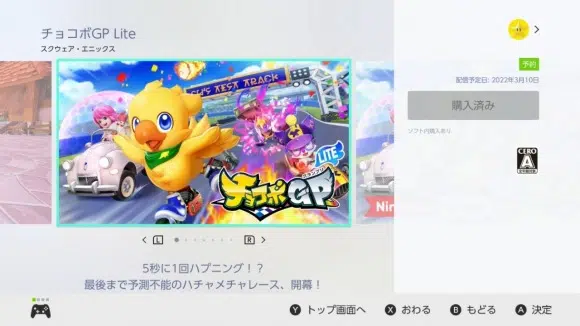 チョコボGP Lite
スクウェア・エニックス
予約
配信予定日: 2022年3月10日
購入済み
ソフト内購入あり
CERO
A
LET'S KEEP A TRACK
チョコボGP
LITE
Nin
L
R
5秒に1回ハプニング！？
最後まで予測不能のハチャメチャレース、開幕！
Y トップ画面へ X おわる B もどる A 決定